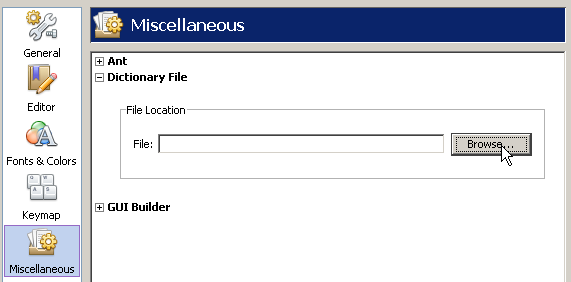 Miscellaneous
General
Editor
Fonts & Colors
Keymap
Miscellaneous
Ant
Dictionary File
File Location
File:
Browse...
GUI Builder